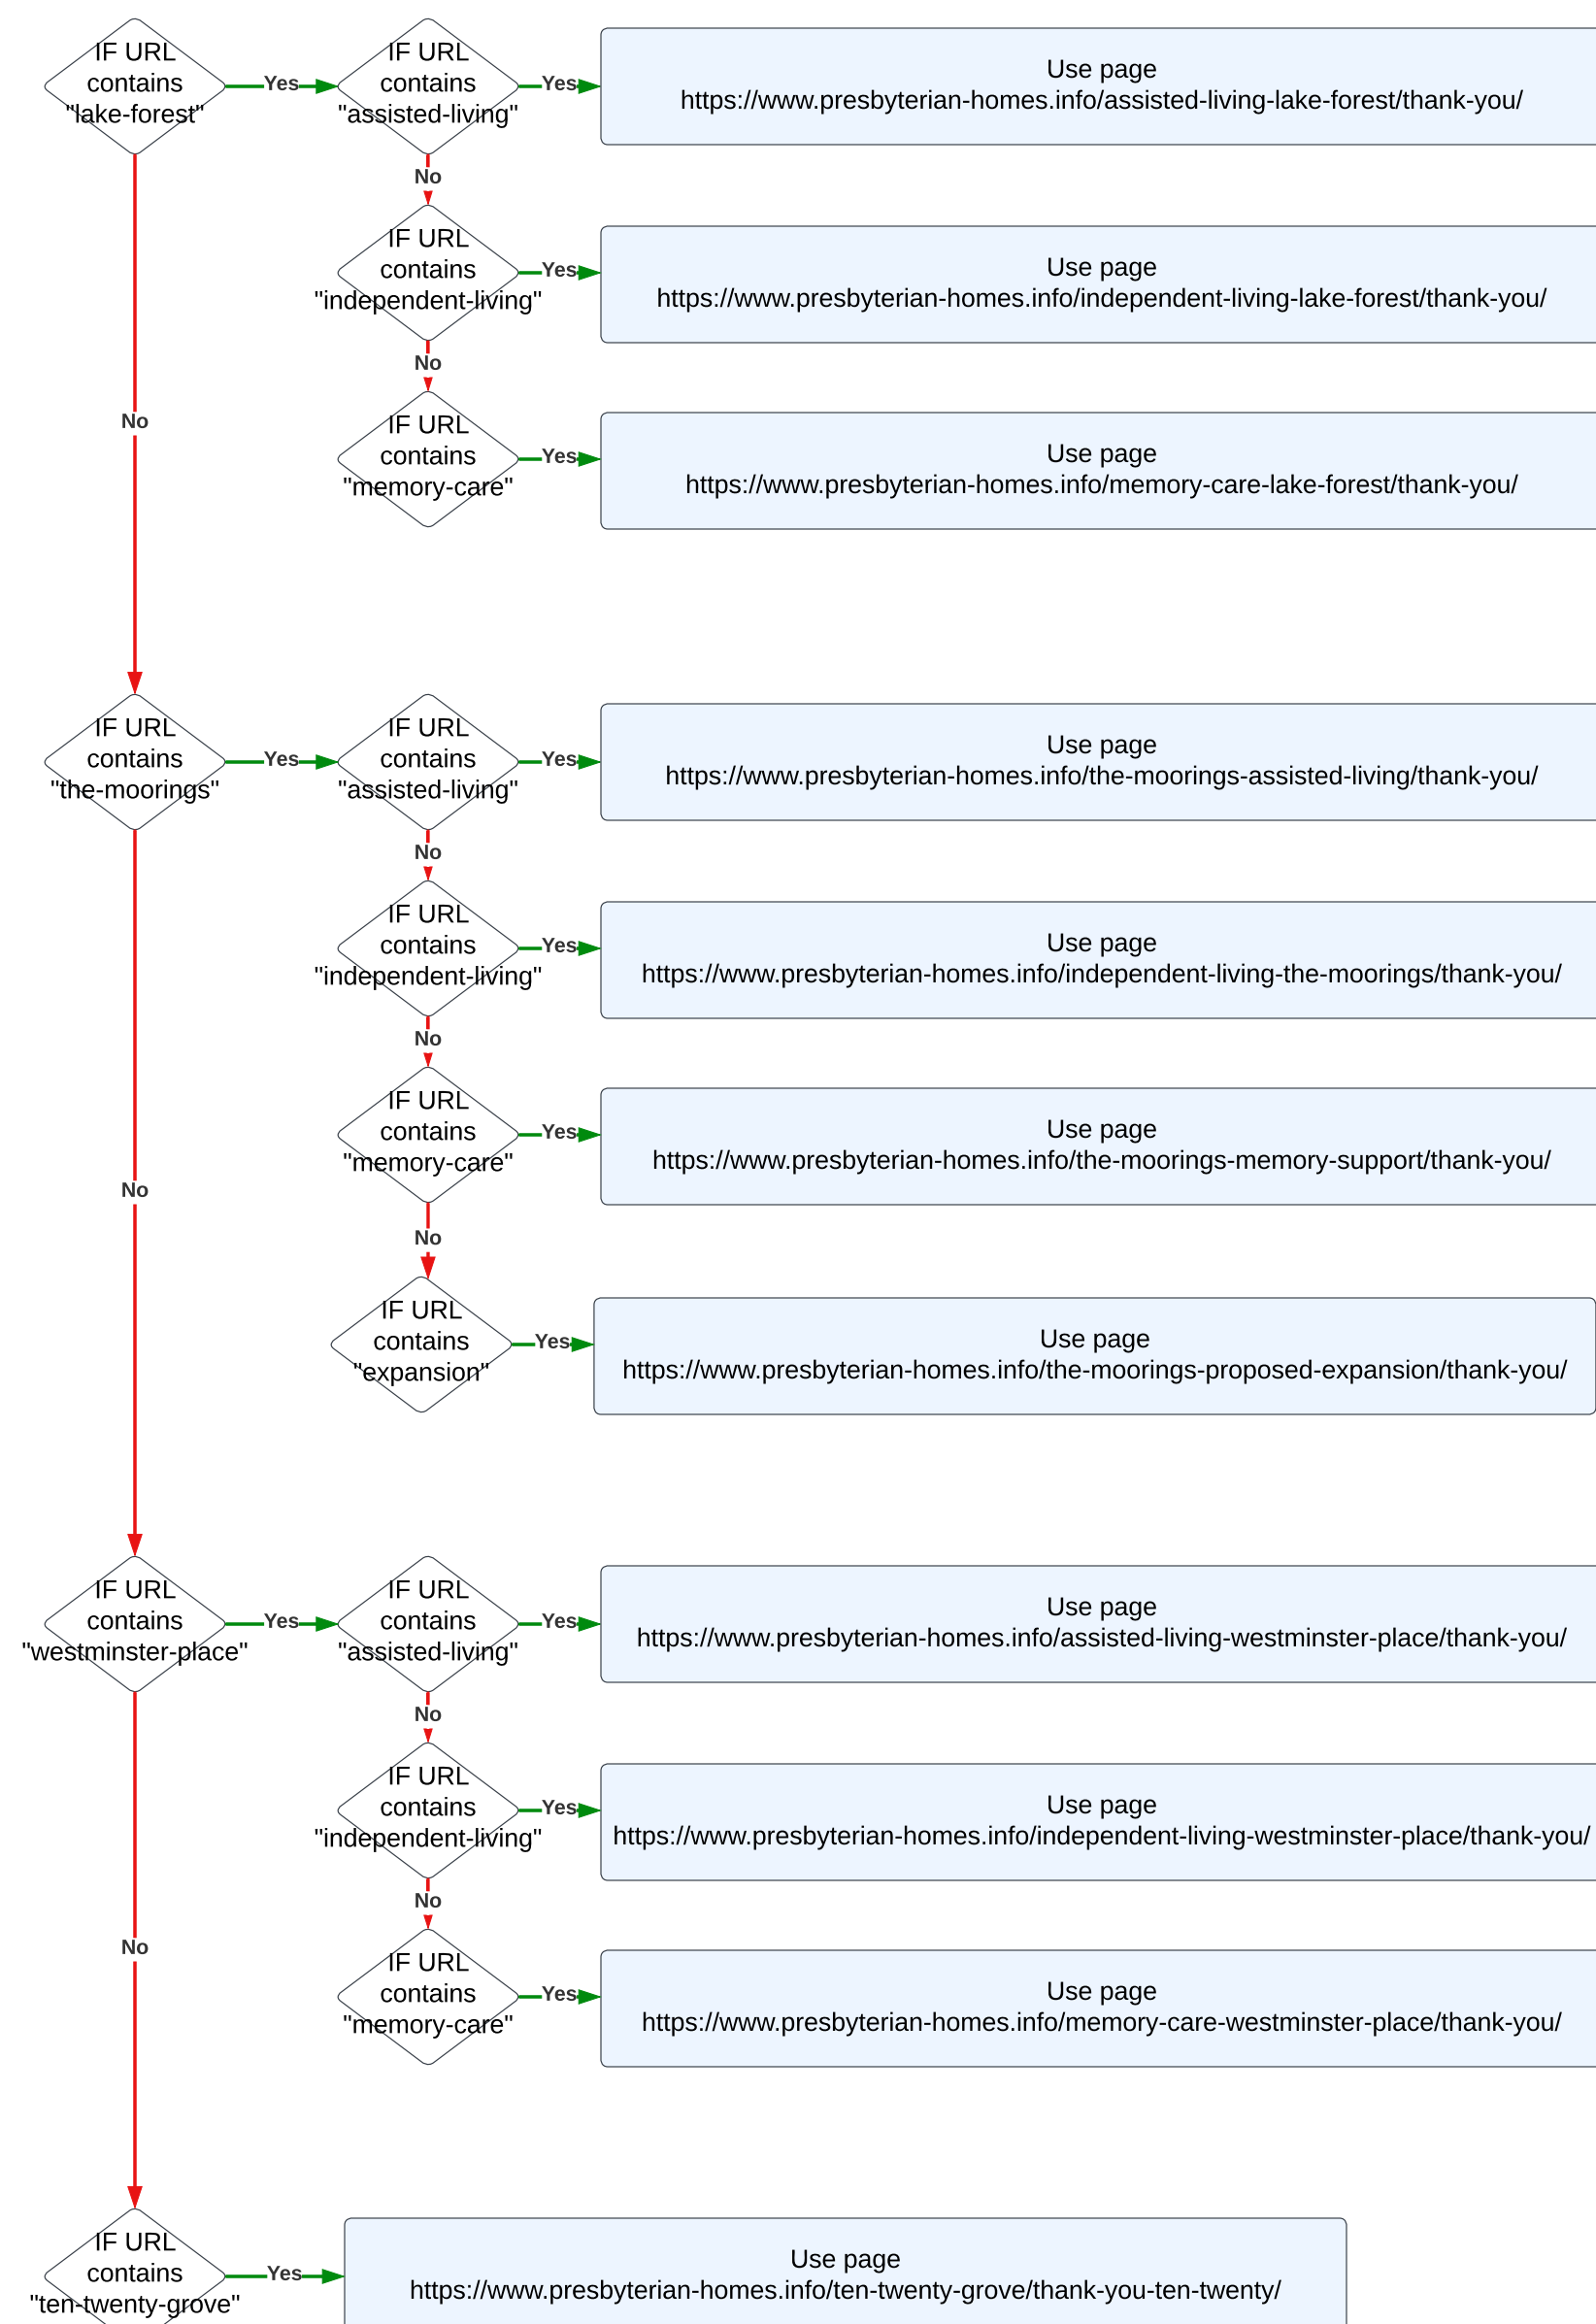 IF URL
contains
"lake-forest"
Yes
IF URL
contains
"assisted-living"
Yes
Use page
https://www.presbyterian-homes.info/assisted-living-lake-forest/thank-you/
No
IF URL
contains
"independent-living"
Yes
Use page
https://www.presbyterian-homes.info/independent-living-lake-forest/thank-you/
No
IF URL
contains
"memory-care"
Yes
Use page
https://www.presbyterian-homes.info/memory-care-lake-forest/thank-you/
No
IF URL
contains
"the-moorings"
Yes
IF URL
contains
"assisted-living"
Yes
Use page
https://www.presbyterian-homes.info/the-moorings-assisted-living/thank-you/
No
IF URL
contains
"independent-living"
Yes
Use page
https://www.presbyterian-homes.info/independent-living-the-moorings/thank-you/
No
IF URL
contains
"memory-care"
Yes
Use page
https://www.presbyterian-homes.info/the-moorings-memory-support/thank-you/
No
IF URL
contains
"expansion"
Yes
Use page
https://www.presbyterian-homes.info/the-moorings-proposed-expansion/thank-you/
No
IF URL
contains
"westminster-place"
Yes
IF URL
contains
"assisted-living"
Yes
Use page
https://www.presbyterian-homes.info/assisted-living-westminster-place/thank-you/
No
IF URL
contains
"independent-living"
Yes
Use page
https://www.presbyterian-homes.info/independent-living-westminster-place/thank-you/
No
IF URL
contains
"memory-care"
Yes
Use page
https://www.presbyterian-homes.info/memory-care-westminster-place/thank-you/
No
IF URL
contains
"ten-twenty-grove"
Yes
Use page
https://www.presbyterian-homes.info/ten-twenty-grove/thank-you-ten-twenty/